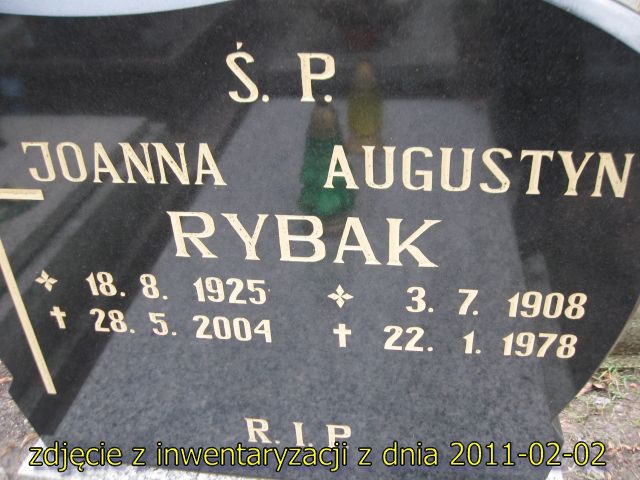 Ś. P.
JOANNA AUGUSTYN
RYBAK
18. 8. 1925 3. 7. 1908
28. 5. 2004 22. 1. 1978
R. I. P.
zdjęcie z inwentaryzacji z dnia 2011-02-02